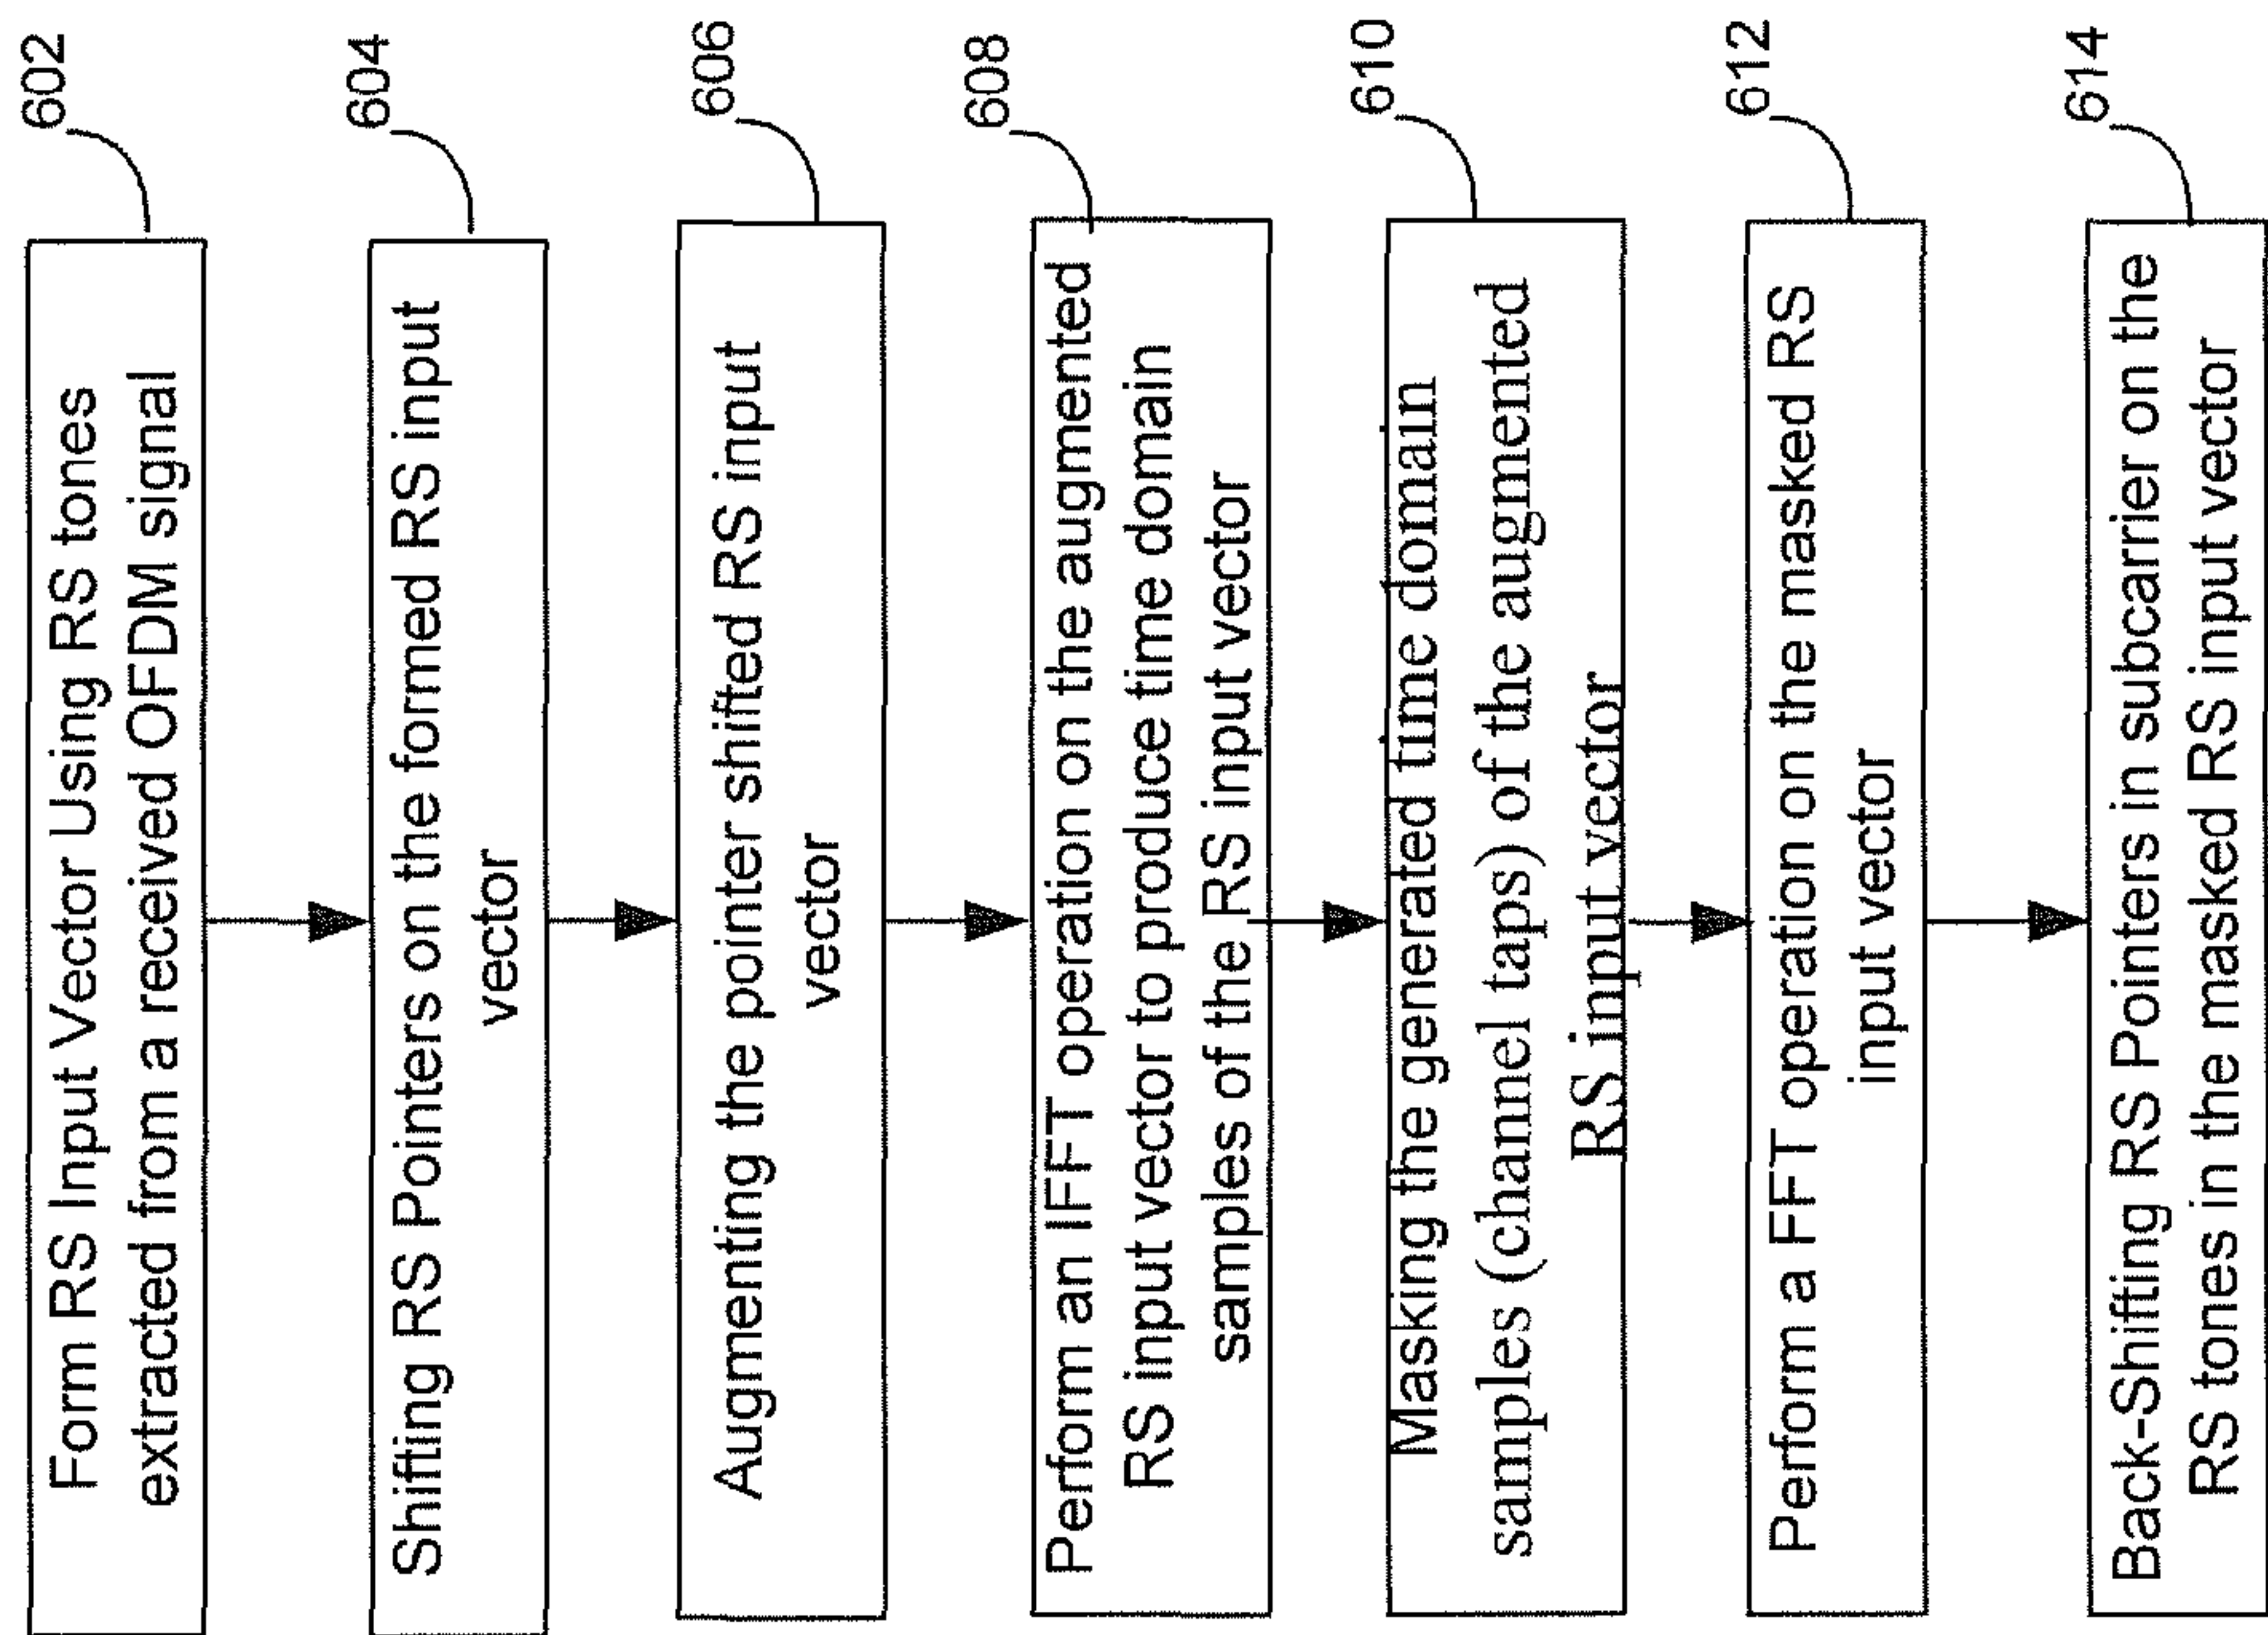 602
Form RS Input Vector Using RS tones
extracted from a received OFDM signal
604
Shifting RS Pointers on the formed RS input
vector
606
Augmenting the pointer shifted RS input
vector
608
Perform an IFFT operation on the augmented
RS input vector to produce time domain
samples of the RS input vector
610
Masking the generated time domain
samples (channel taps) of the augmented
RS input vector
612
Perform a FFT operation on the masked RS
input vector
614
Back-Shifting RS Pointers in subcarrier on the
RS tones in the masked RS input vector